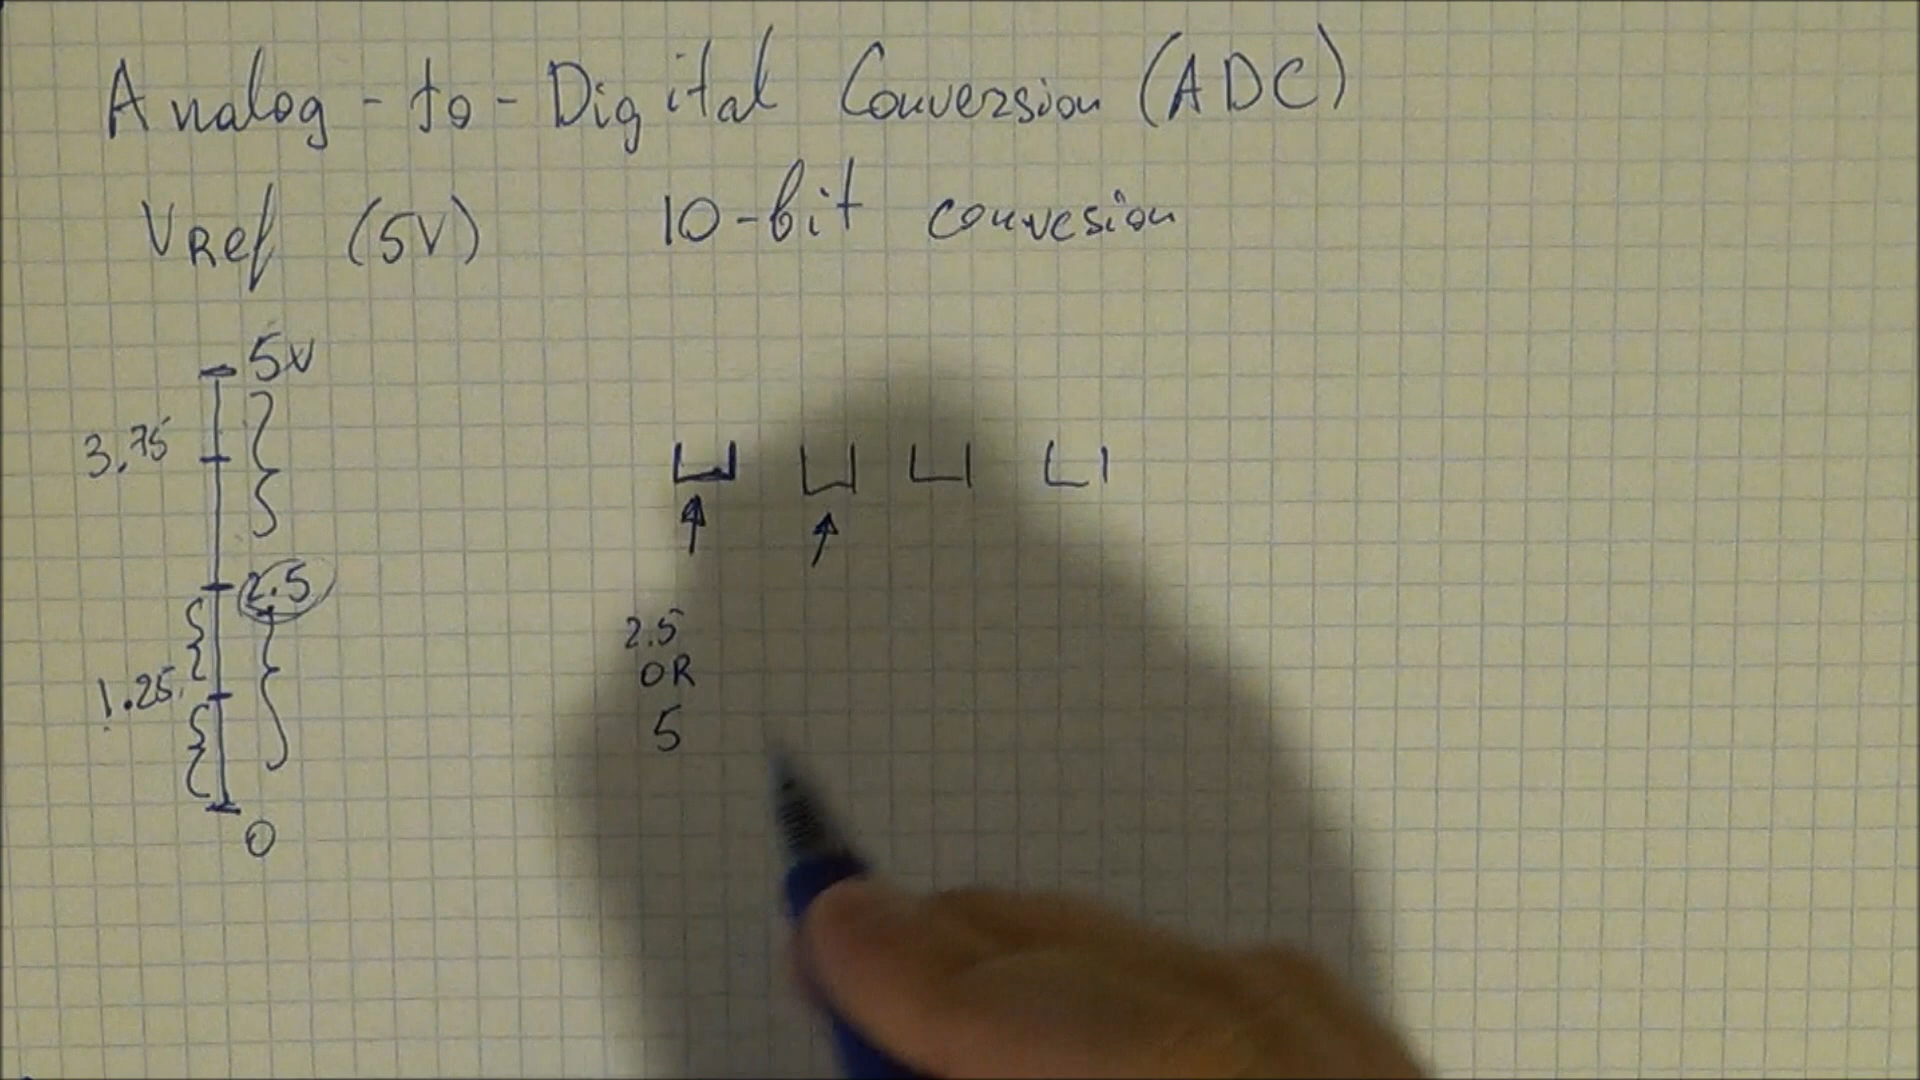 Analog-to-Digital Conversion (ADC)
VRef (5V) 10-bit convesion
5V
3.75
2.5
1.25
0
2.5
OR
5